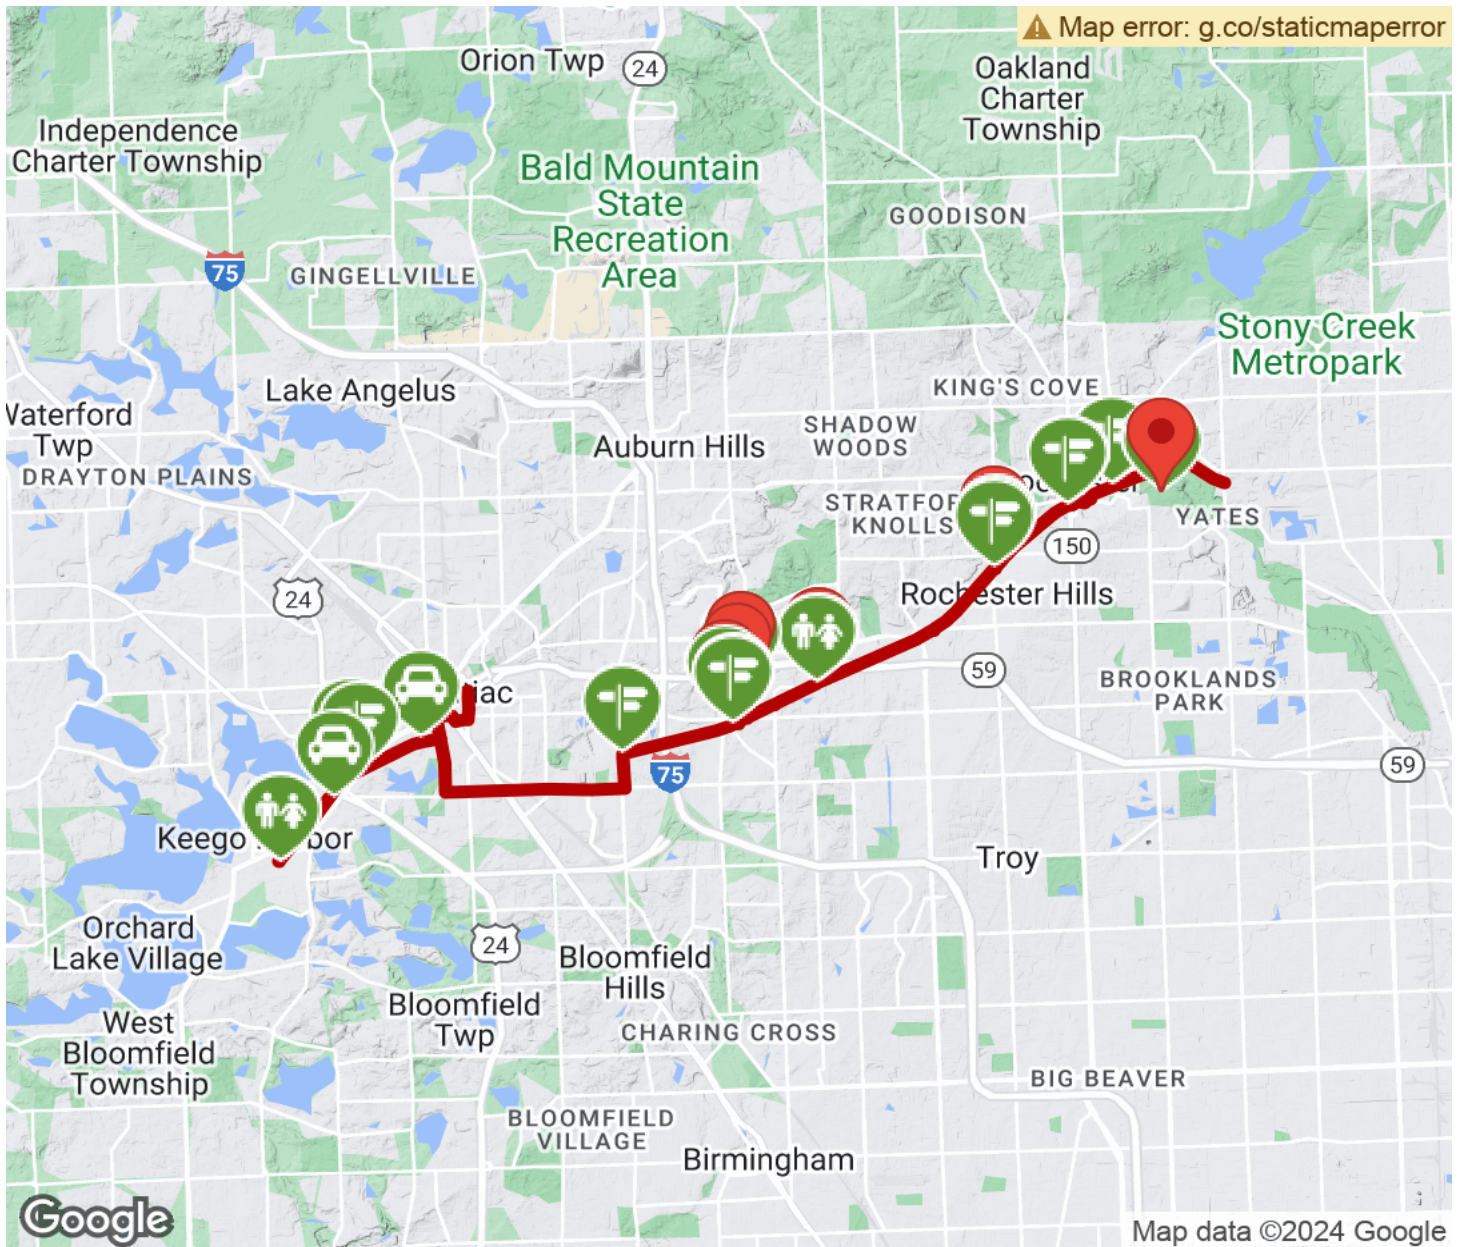 Map error: g.co/staticmaperror
Orion Twp
24
Oakland
Charter
Township
Independence
Charter Township
Bald Mountain
State
Recreation
Area
GOODISON
75
GINGELLVILLE
Stony Creek
Metropark
Lake Angelus
KING'S COVE
Waterford
Twp
SHADOW
WOODS
Auburn Hills
DRAYTON PLAINS
STRATFOR
KNOLLS
YATES
150
24
Rochester Hills
59
BROOKLANDS
PARK
iac
75
59
Keego
bor
Troy
Orchard
Lake Village
24
Bloomfield
Hills
Bloomfield
Twp
West
Bloomfield
Township
CHARING CROSS
BIG BEAVER
BLOOMFIELD
VILLAGE
Birmingham
Google
Map data ©2024 Google